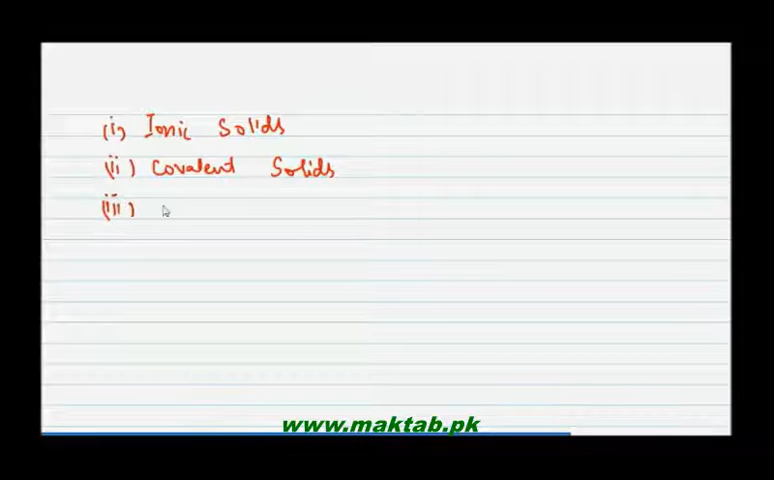 (i) Ionic Solids
(ii) Covalent Solids
(iii)
www.maktab.pk